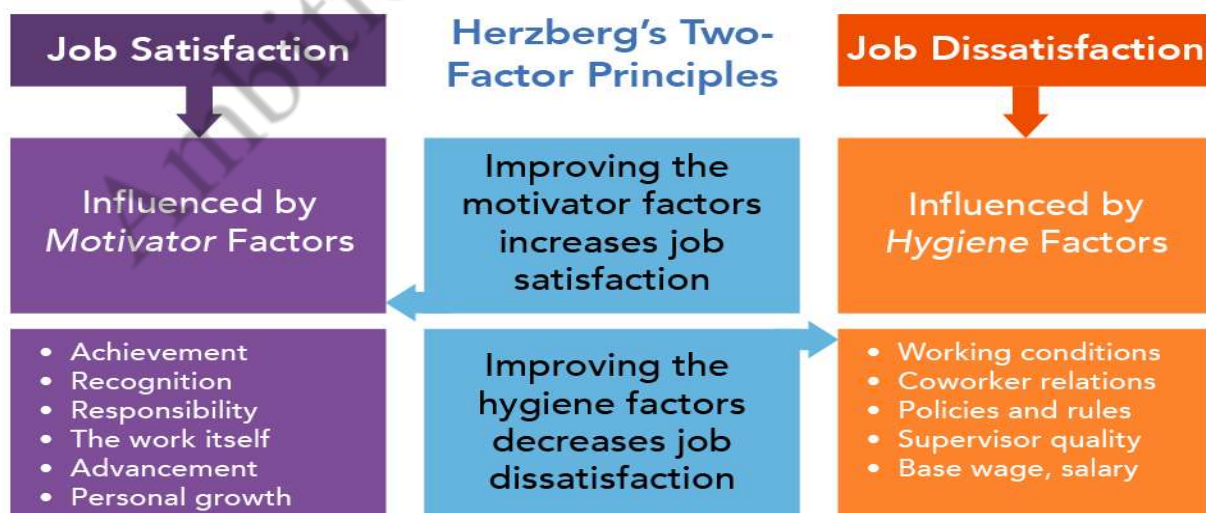 Job Satisfaction
Influenced by
Motivator Factors
• Achievement
• Recognition
• Responsibility
• The work itself
• Advancement
• Personal growth
Herzberg's Two-
Factor Principles
Improving the
motivator factors
increases job
satisfaction
Improving the
hygiene factors
decreases job
dissatisfaction
Job Dissatisfaction
Influenced by
Hygiene Factors
• Working conditions
• Coworker relations
• Policies and rules
• Supervisor quality
• Base wage, salary